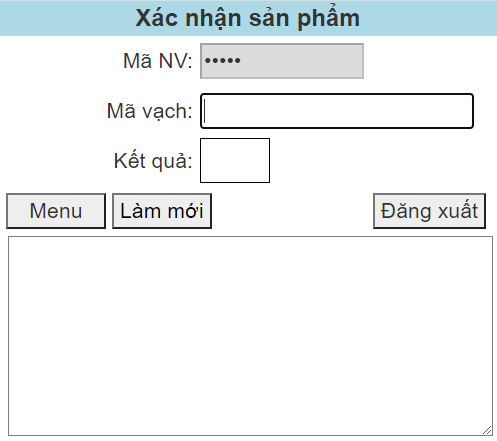 Xác nhận sản phẩm
Mã NV: •••••
Mã vạch:
Kết quả:
Menu Làm mới Đăng xuất